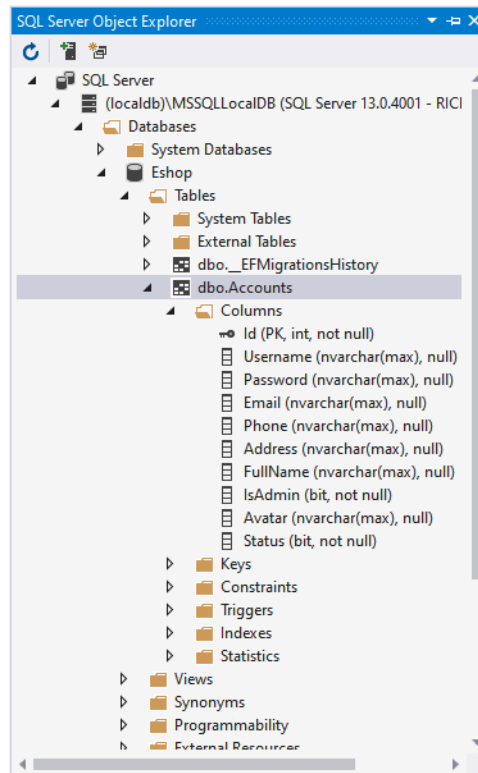 SQL Server Object Explorer
SQL Server
(localdb)\MSSQLLocalDB (SQL Server 13.0.4001 - RICI
Databases
System Databases
Eshop
Tables
System Tables
External Tables
dbo.__EFMigrationsHistory
dbo.Accounts
Columns
Id (PK, int, not null)
Username (nvarchar(max), null)
Password (nvarchar(max), null)
Email (nvarchar(max), null)
Phone (nvarchar(max), null)
Address (nvarchar(max), null)
FullName (nvarchar(max), null)
IsAdmin (bit, not null)
Avatar (nvarchar(max), null)
Status (bit, not null)
Keys
Constraints
Triggers
Indexes
Statistics
Views
Synonyms
Programmability
External Resources